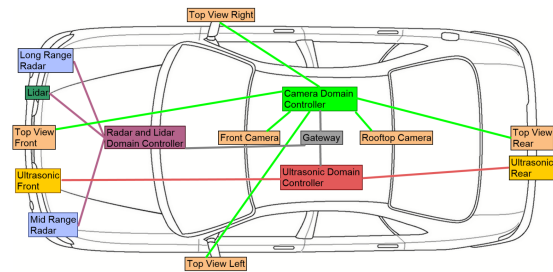 Top View Right
Long Range
Radar
Lidar
Camera Domain
Controller
Top View
Front
Radar and Lidar
Domain Controller
Front Camera
Gateway
Rooftop Camera
Top View
Rear
Ultrasonic
Front
Ultrasonic Domain
Controller
Ultrasonic
Rear
Mid Range
Radar
Top View Left